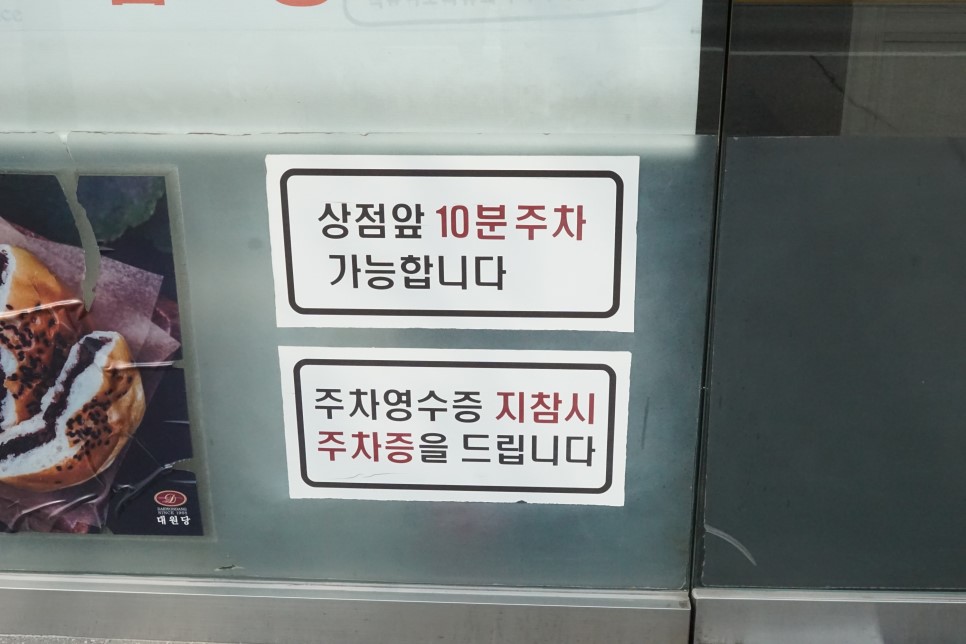 상점앞 10분주차
가능합니다
주차영수증 지참시
주차증을 드립니다
대원당